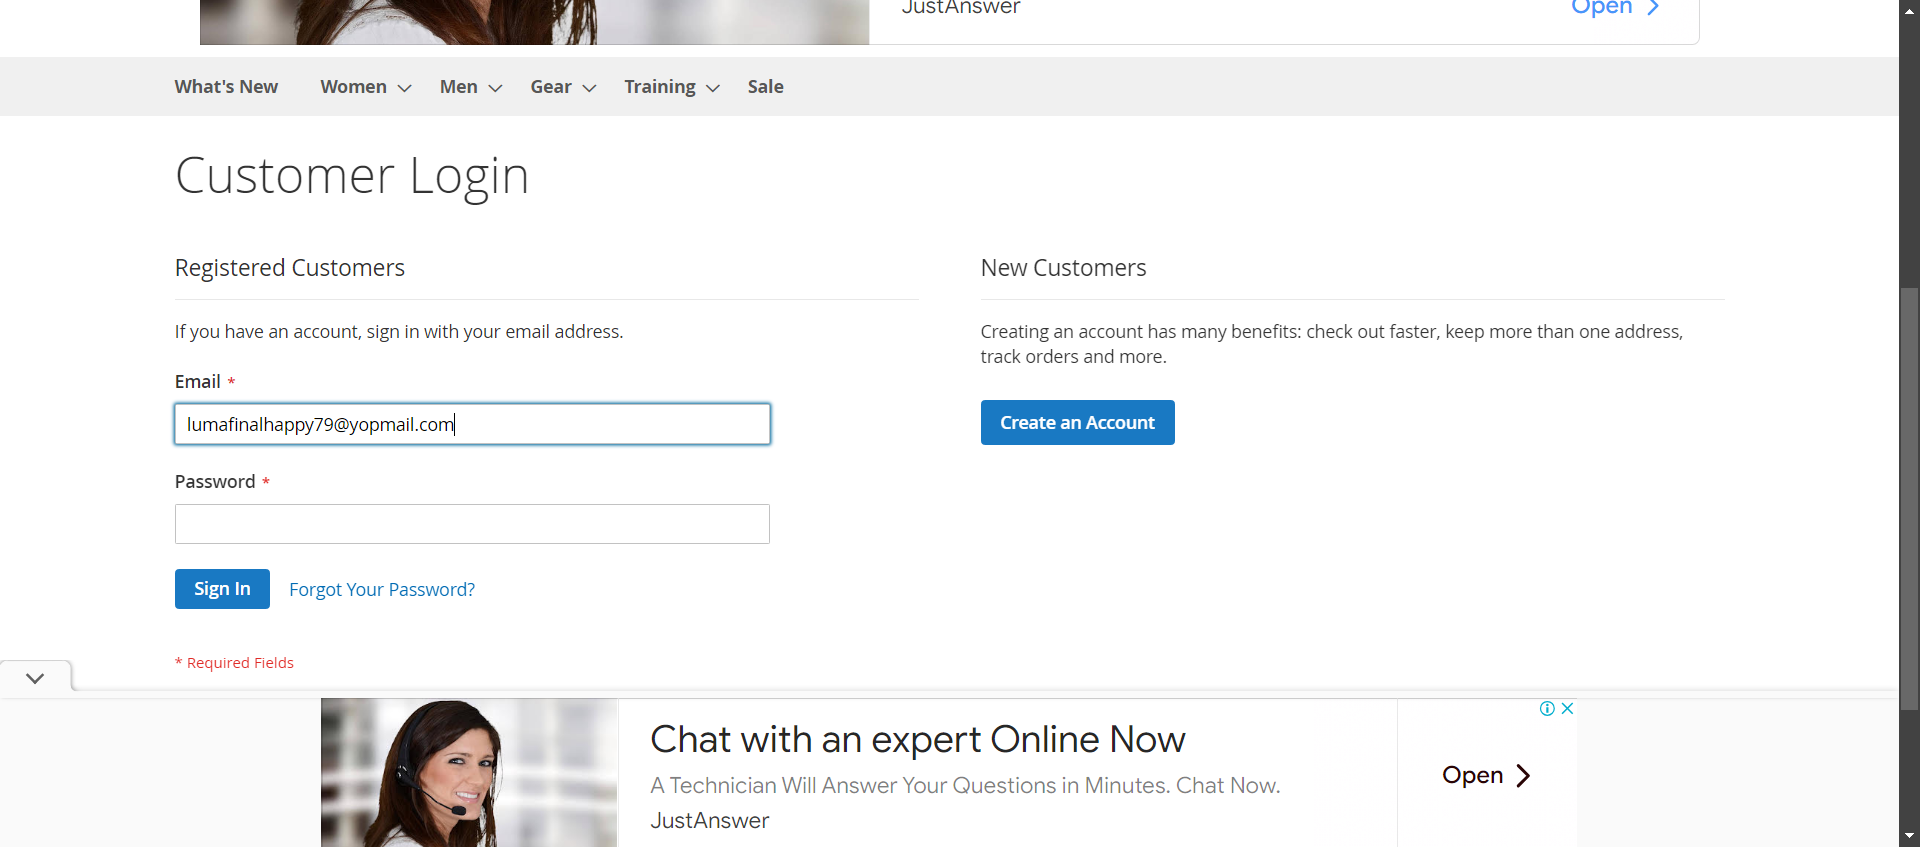 JustAnswer
Open
What's New Women Men Gear Training Sale
Customer Login
Registered Customers
If you have an account, sign in with your email address.
Email *
lumafinalhappy79@yopmail.com
Password *
Sign In Forgot Your Password?
* Required Fields
New Customers
Creating an account has many benefits: check out faster, keep more than one address,
track orders and more.
Create an Account
Chat with an expert Online Now
A Technician Will Answer Your Questions in Minutes. Chat Now.
JustAnswer
Open